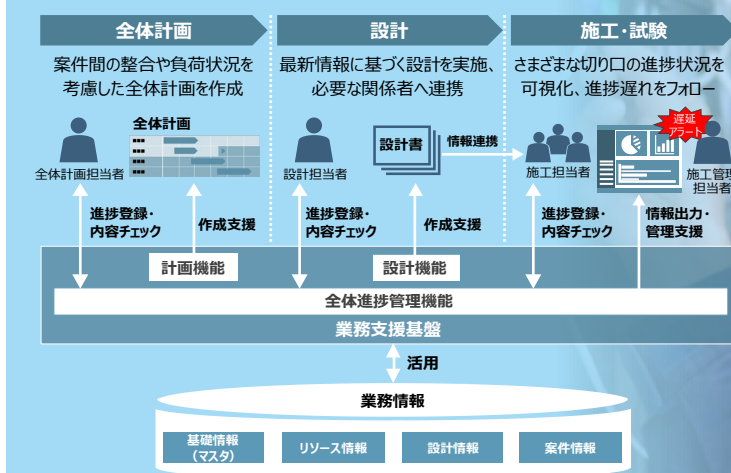 全体計画
設計
施工・試験
案件間の整合や負荷状況を
考慮した全体計画を作成
最新情報に基づく設計を実施、
必要な関係者へ連携
さまざまな切り口の進捗状況を
可視化、進捗遅れをフォロー
全体計画
全体計画担当者
設計担当者
設計書
情報連携
施工担当者
遅延
アラート
施工管理
担当者
進捗登録・
内容チェック
作成支援
進捗登録・
内容チェック
作成支援
進捗登録・
内容チェック
情報出力・
管理支援
計画機能
設計機能
全体進捗管理機能
業務支援基盤
活用
業務情報
基礎情報
（マスタ）
リソース情報
設計情報
案件情報